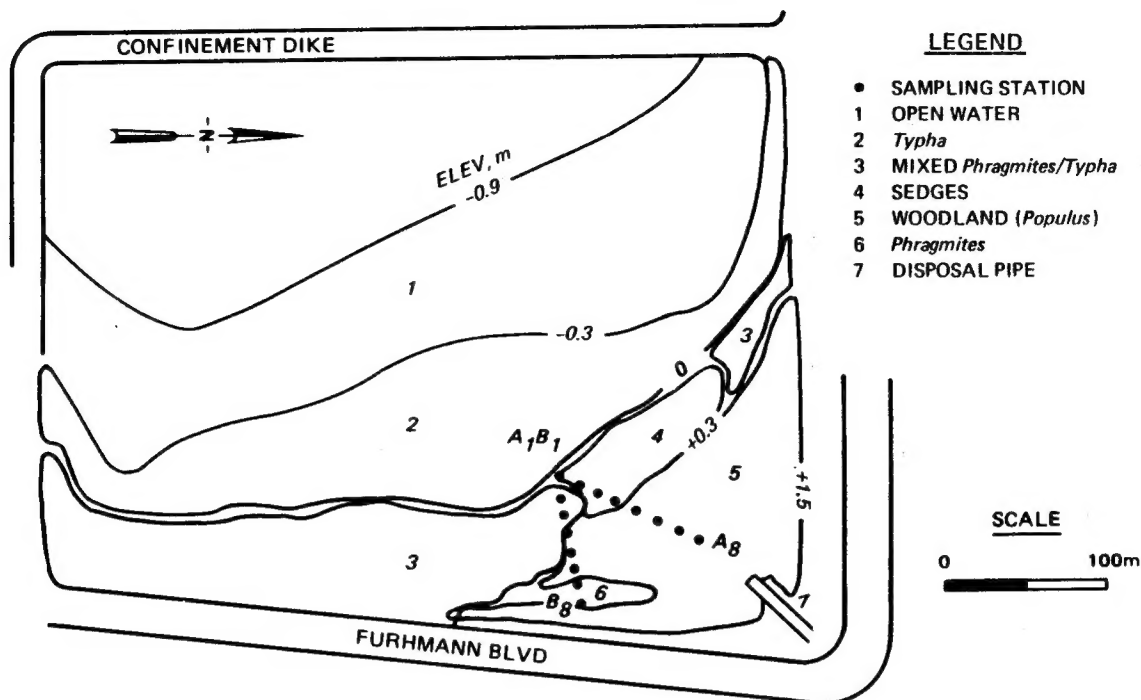 CONFINEMENT DIKE
N
ELEV, m
-0.9
1
-0.3
3
0
2
A1B1
4
+0.3
5
+1.5
A8
3
6
B8
7
FURHMANN BLVD
LEGEND
• SAMPLING STATION
1 OPEN WATER
2 Typha
3 MIXED Phragmites/Typha
4 SEDGES
5 WOODLAND (Populus)
6 Phragmites
7 DISPOSAL PIPE
SCALE
0 100m